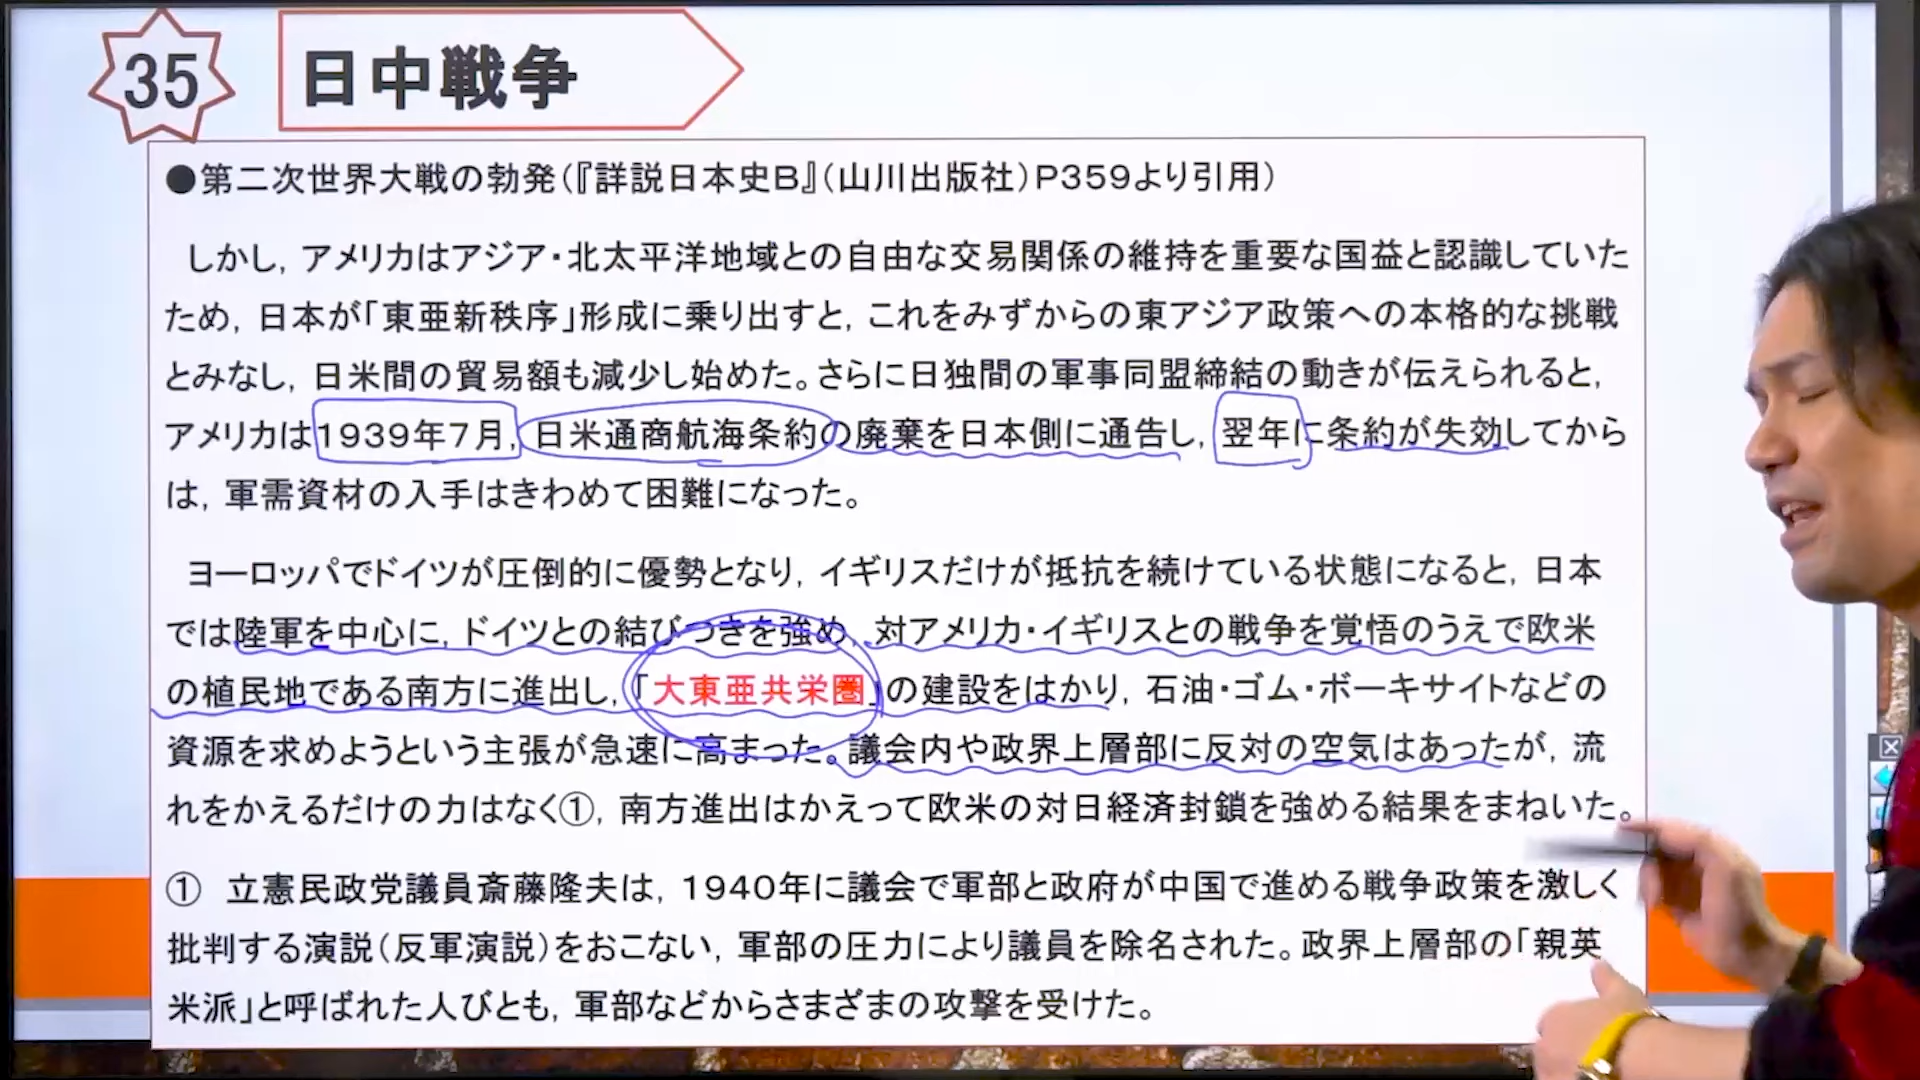 35
日中戦争
●第二次世界大戦の勃発(『詳説日本史B』(山川出版社)P359より引用)
しかし,アメリカはアジア・北太平洋地域との自由な交易関係の維持を重要な国益と認識していた
ため,日本が「東亜新秩序」形成に乗り出すと,これをみずからの東アジア政策への本格的な挑戦
とみなし,日米間の貿易額も減少し始めた。さらに日独間の軍事同盟締結の動きが伝えられると,
アメリカは1939年7月,日米通商航海条約の廃棄を日本側に通告し,翌年に条約が失効してから
は,軍需資材の入手はきわめて困難になった。
ヨーロッパでドイツが圧倒的に優勢となり,イギリスだけが抵抗を続けている状態になると,日本
では陸軍を中心に,ドイツとの結びつきを強め,対アメリカ・イギリスとの戦争を覚悟のうえで欧米
の植民地である南方に進出し,「大東亜共栄圏」の建設をはかり,石油・ゴム・ボーキサイトなどの
資源を求めようという主張が急速に高まった。議会内や政界上層部に反対の空気はあったが,流
れをかえるだけの力はなく①,南方進出はかえって欧米の対日経済封鎖を強める結果をまねいた。
① 立憲民政党議員斎藤隆夫は,1940年に議会で軍部と政府が中国で進める戦争政策を激しく
批判する演説(反軍演説)をおこない,軍部の圧力により議員を除名された。政界上層部の「親英
米派」と呼ばれた人びとも,軍部などからさまざまの攻撃を受けた。